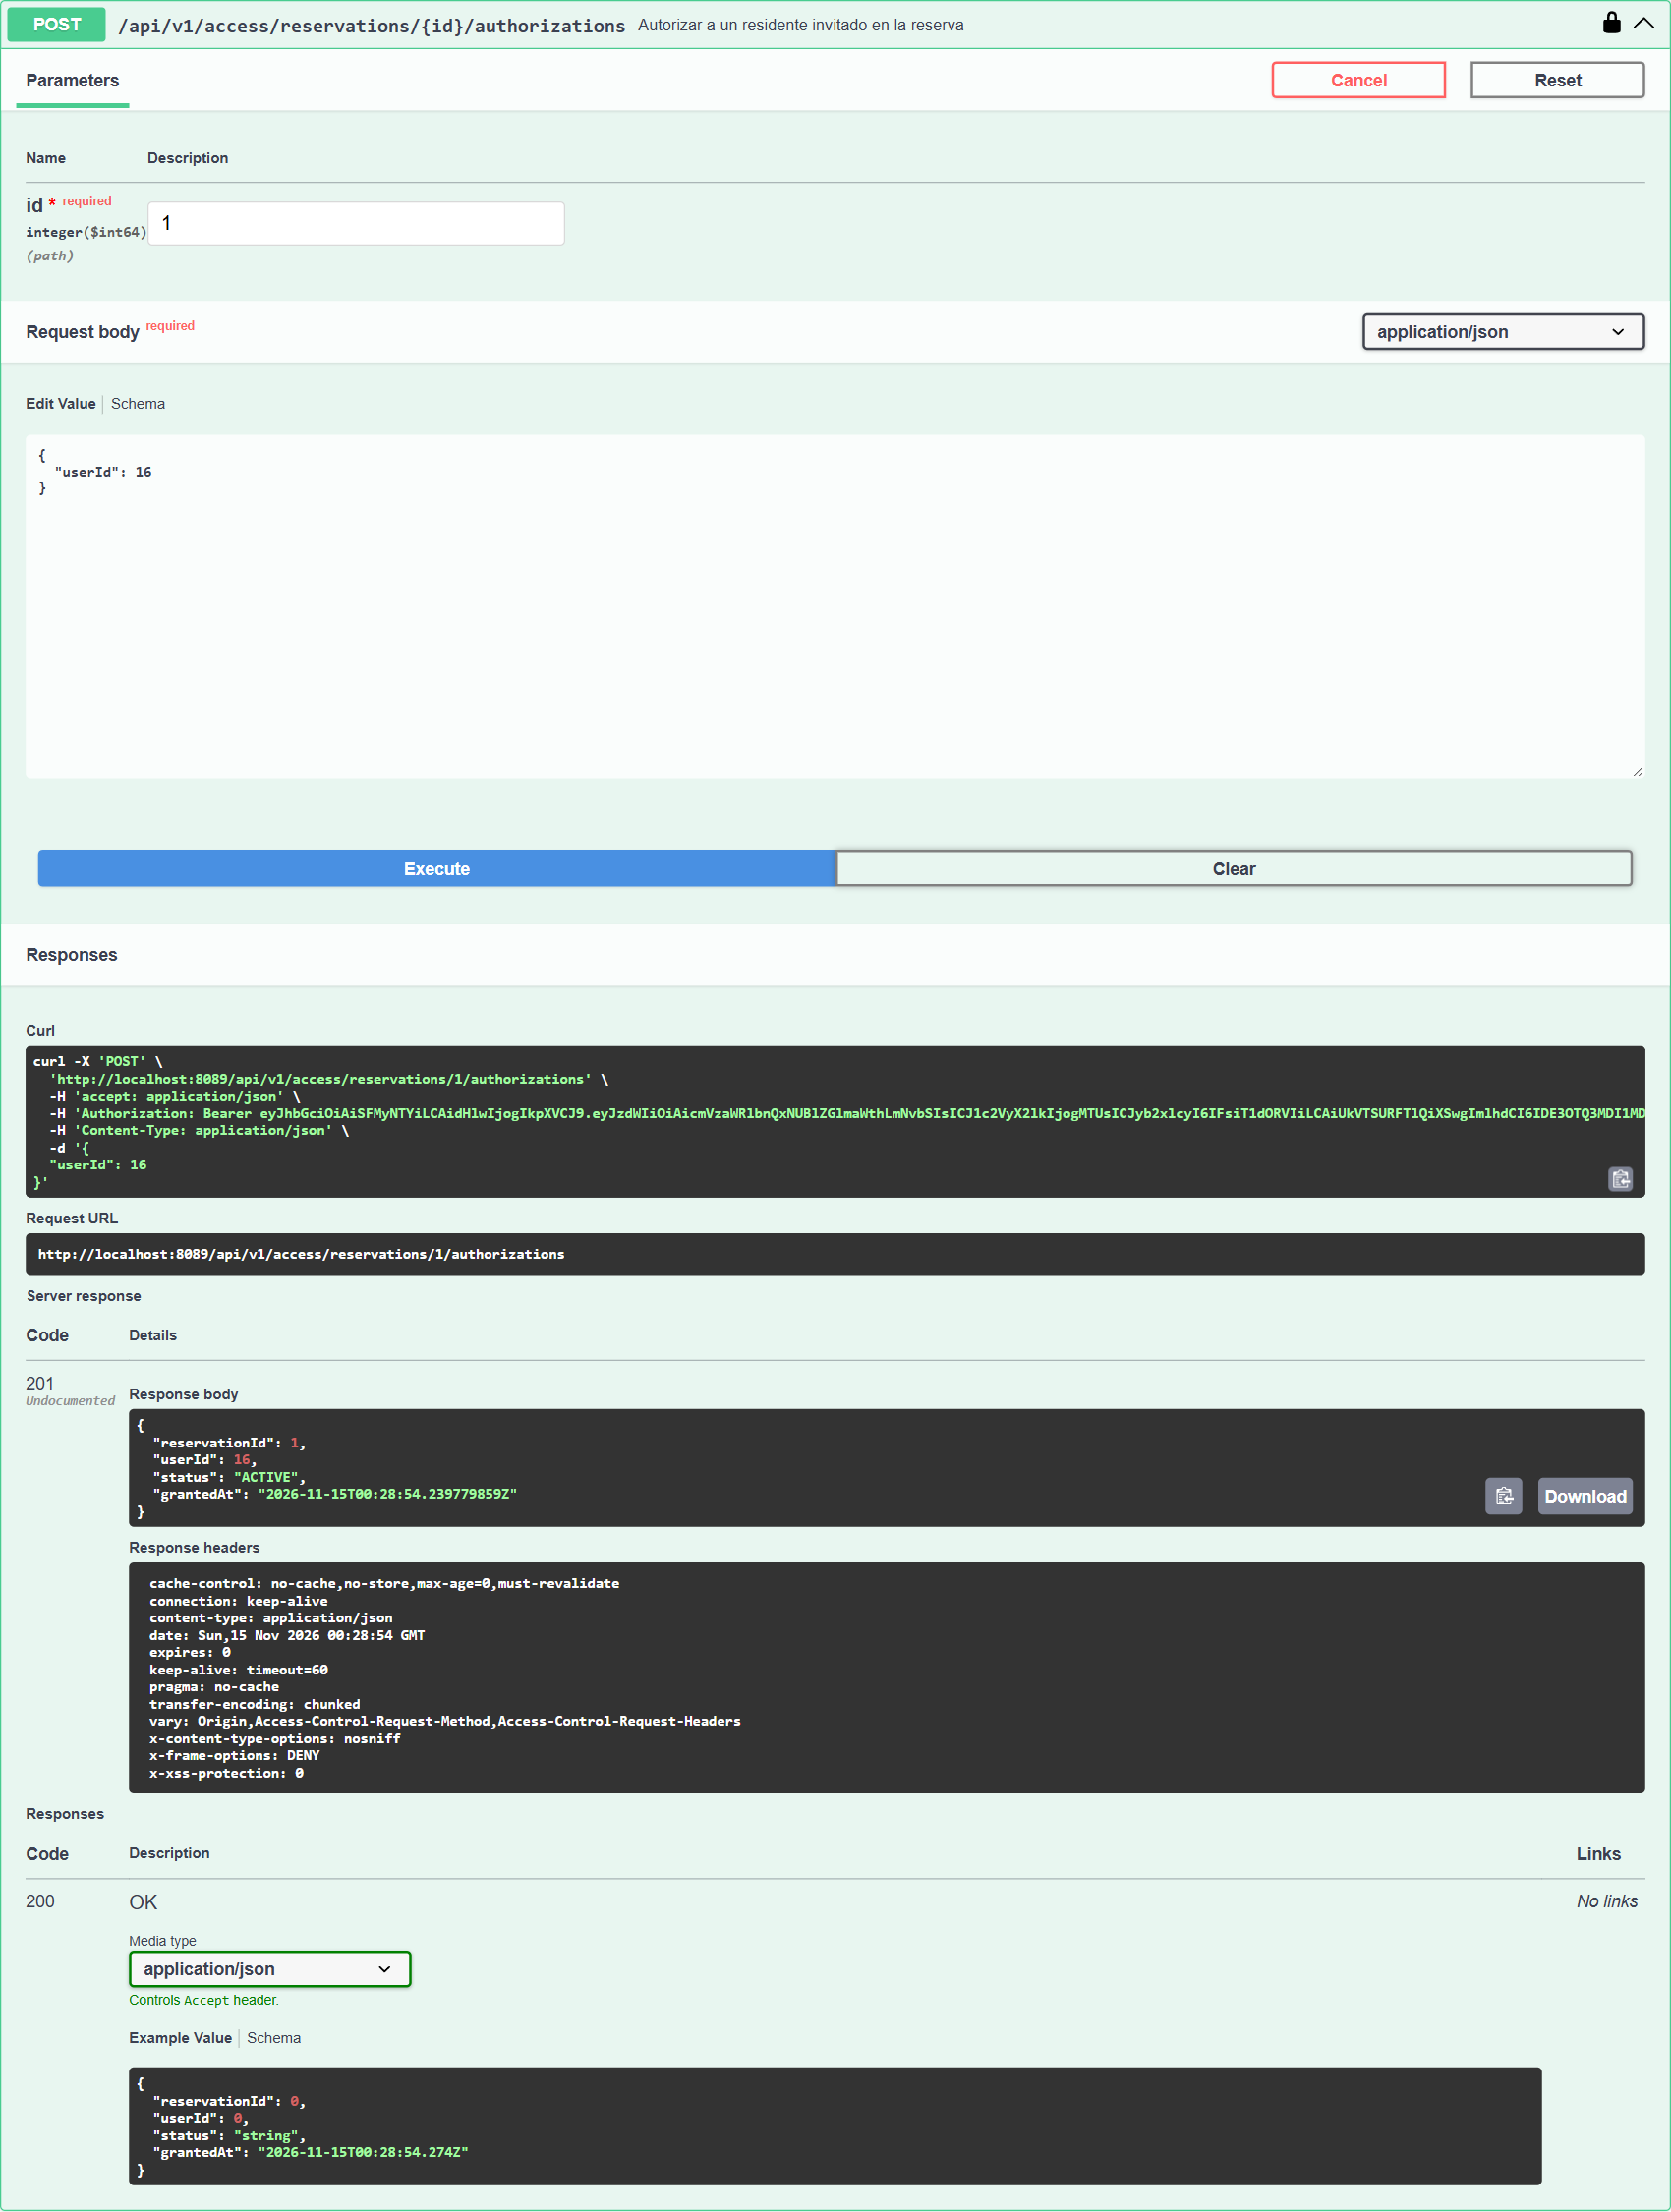 POST /api/v1/access/reservations/{id}/authorizations Autorizar a un residente invitado en la reserva
Parameters
Cancel
Reset
Name Description
id * required
integer($int64)
(path)
1
Request body required
application/json
Edit Value Schema
{
  "userId": 16
}
Execute
Clear
Responses
Curl
curl -X 'POST' \
  'http://localhost:8089/api/v1/access/reservations/1/authorizations' \
  -H 'accept: application/json' \
  -H 'Authorization: Bearer eyJhbGciOiAiSFMyNTYiLCAidHlwIjogIkpXVCJ9.eyJzdWIiOiAicmVzaWRlbnQxNUBlZGlmaWthLmNvbSIsICJ1c2VyX2lkIjogMTUsICJyb2xlcyI6IFsiT1dORVIiLCAiUkVTSURFTlQiXSwgImlhdCI6IDE3OTQ3MDI1MD
  -H 'Content-Type: application/json' \
  -d '{
  "userId": 16
}'
Request URL
http://localhost:8089/api/v1/access/reservations/1/authorizations
Server response
Code Details
201
Undocumented
Response body
{
  "reservationId": 1,
  "userId": 16,
  "status": "ACTIVE",
  "grantedAt": "2026-11-15T00:28:54.239779859Z"
}
Download
Response headers
cache-control: no-cache,no-store,max-age=0,must-revalidate
connection: keep-alive
content-type: application/json
date: Sun,15 Nov 2026 00:28:54 GMT
expires: 0
keep-alive: timeout=60
pragma: no-cache
transfer-encoding: chunked
vary: Origin,Access-Control-Request-Method,Access-Control-Request-Headers
x-content-type-options: nosniff
x-frame-options: DENY
x-xss-protection: 0
Responses
Code Description Links
200 OK No links
Media type
application/json
Controls Accept header.
Example Value Schema
{
  "reservationId": 0,
  "userId": 0,
  "status": "string",
  "grantedAt": "2026-11-15T00:28:54.274Z"
}